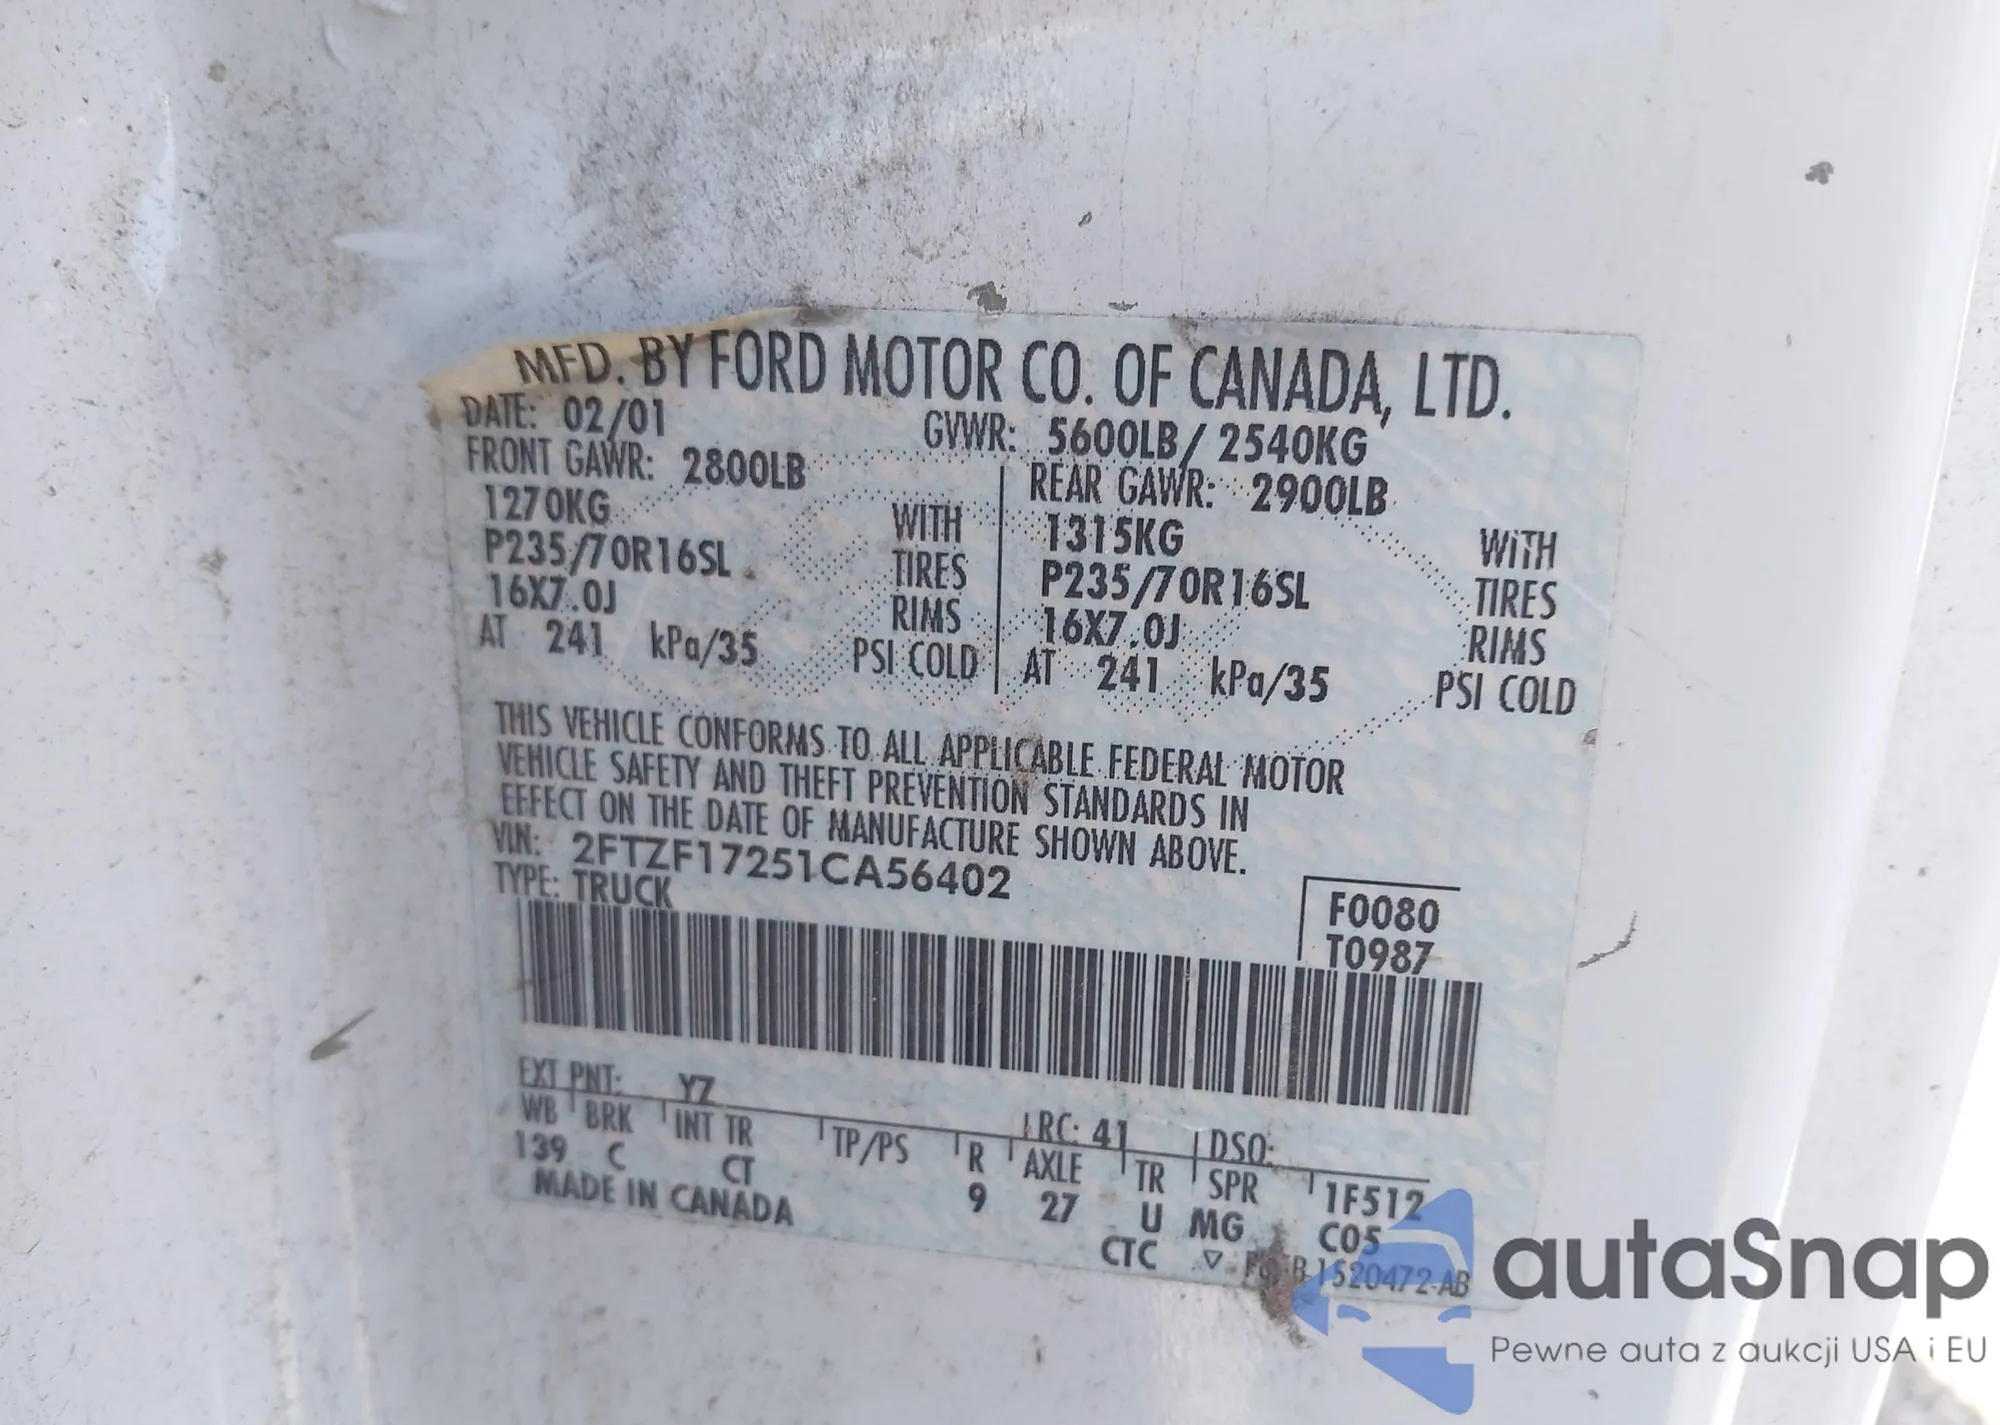 MFD. BY FORD MOTOR CO. OF CANADA, LTD.
DATE: 02/01 GVWR: 5600LB/ 2540KG
FRONT GAWR: 2800LB REAR GAWR: 2900LB
1270KG WITH 1315KG WITH
P235/70R16SL TIRES P235/70R16SL TIRES
16X7.0J RIMS 16X7.0J RIMS
AT 241 kPa/35 PSI COLD AT 241 kPa/35 PSI COLD
THIS VEHICLE CONFORMS TO ALL APPLICABLE FEDERAL MOTOR
VEHICLE SAFETY AND THEFT PREVENTION STANDARDS IN
EFFECT ON THE DATE OF MANUFACTURE SHOWN ABOVE.
VIN: 2FTZF17251CA56402
TYPE: TRUCK
F0080
T0987
EXT PNT: YZ RC: 41 DSO:
WB BRK INT TR TP/PS R AXLE TR SPR 1F512
139 C CT 9 27 U MG C05
MADE IN CANADA CTC ▽ 1520472-AB
autaSnap
Pewne auta z aukcji USA i EU